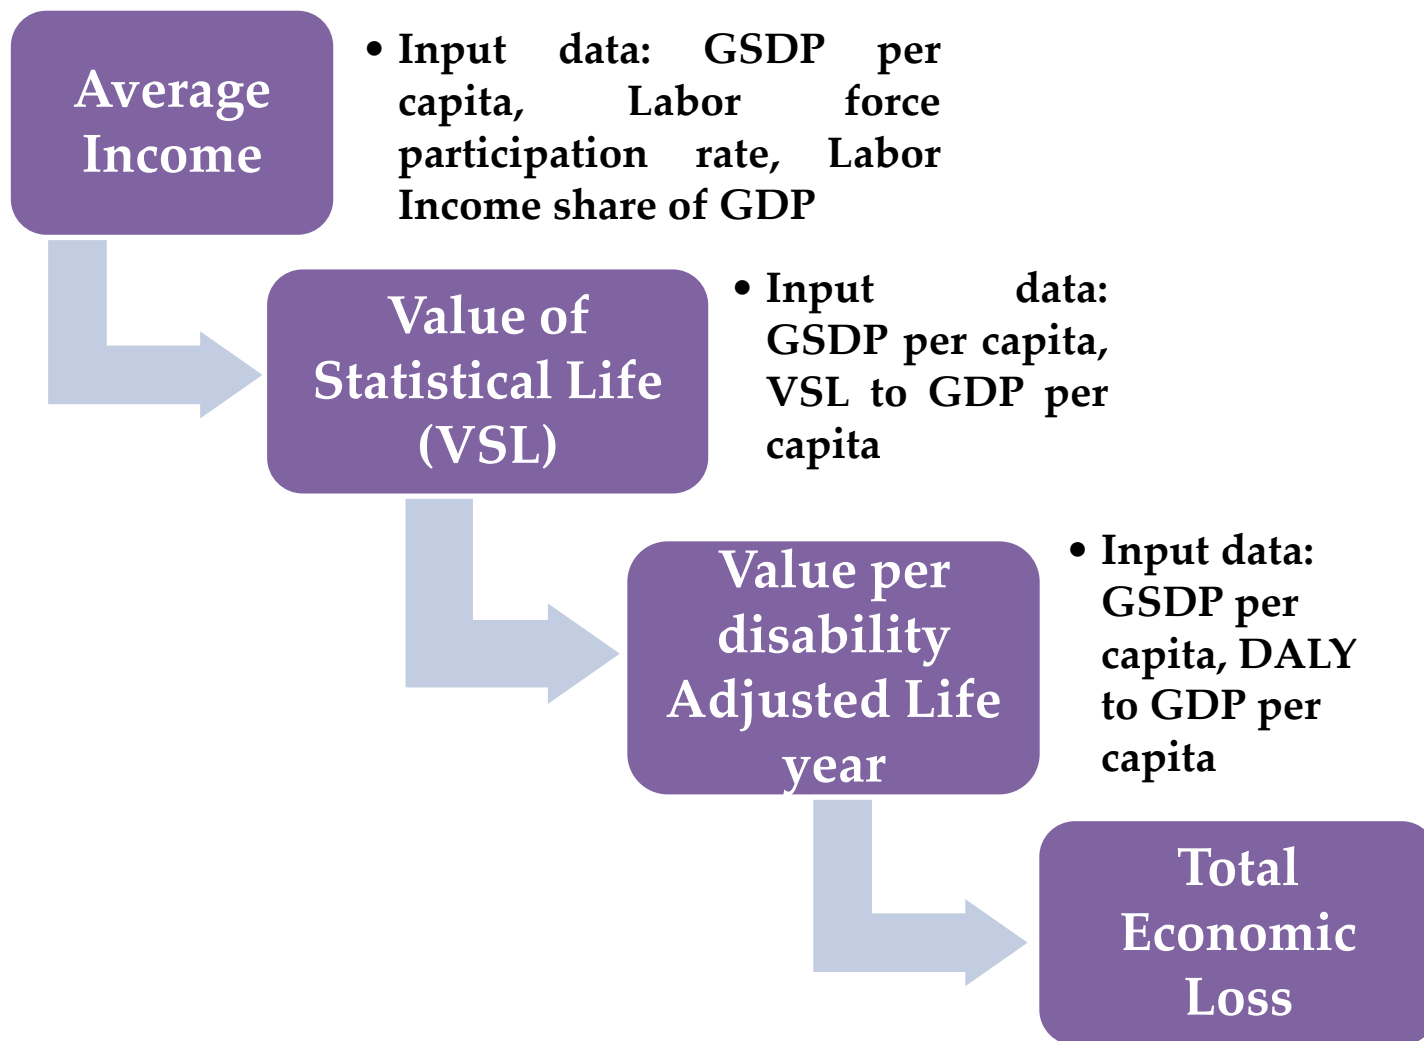 Average
Income
• Input data: GSDP per
capita, Labor force
participation rate, Labor
Income share of GDP
Value of
Statistical Life
(VSL)
• Input data:
GSDP per capita,
VSL to GDP per
capita
Value per
disability
Adjusted Life
year
• Input data:
GSDP per
capita, DALY
to GDP per
capita
Total
Economic
Loss